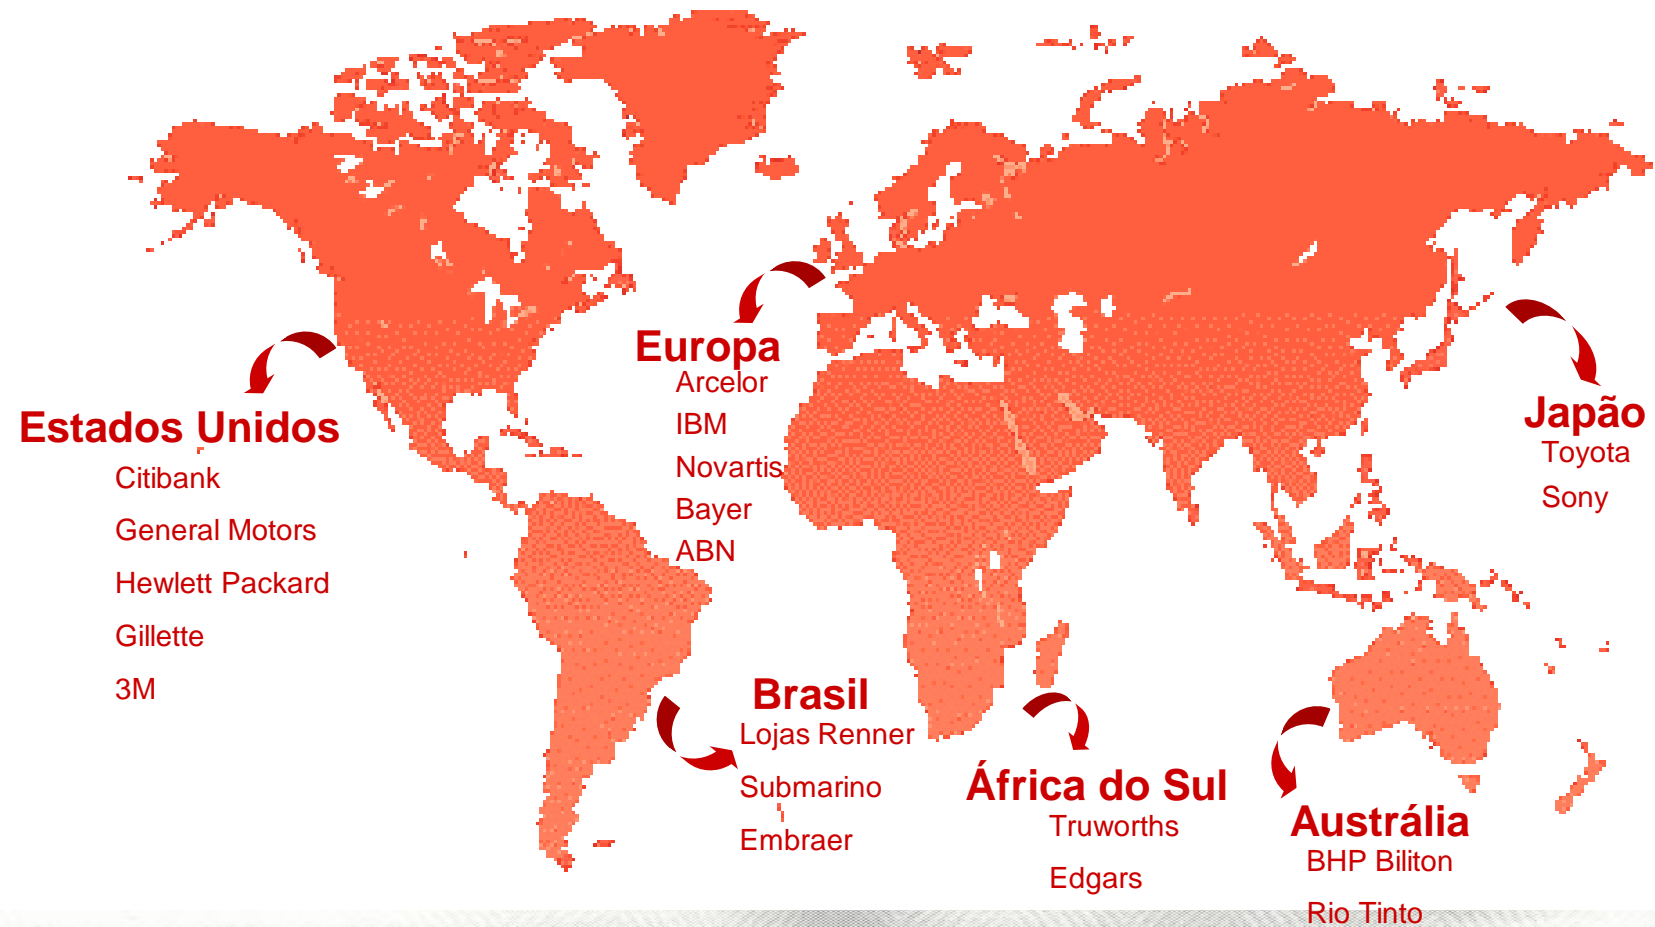 Estados Unidos
Citibank
General Motors
Hewlett Packard
Gillette
3M
Europa
Arcelor
IBM
Novartis
Bayer
ABN
Brasil
Lojas Renner
Submarino
Embraer
África do Sul
Truworths
Edgars
Austrália
BHP Biliton
Rio Tinto
Japão
Toyota
Sony